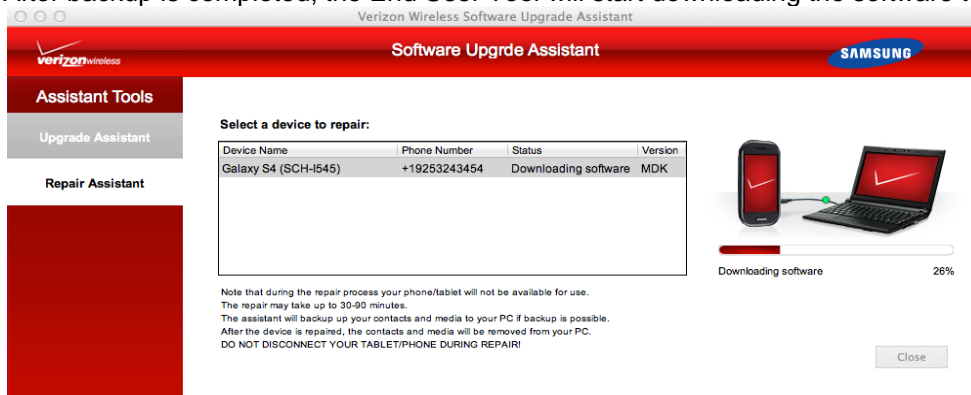 After backup is completed, the End User Tool will start downloading the software
Verizon Wireless Software Upgrade Assistant
verizonwireless
Software Upgrde Assistant
SAMSUNG
Assistant Tools
Upgrade Assistant
Repair Assistant
Select a device to repair:
Device Name Phone Number Status Version
Galaxy S4 (SCH-I545) +19253243454 Downloading software MDK
Downloading software 26%
Note that during the repair process your phone/tablet will not be available for use.
The repair may take up to 30-90 minutes.
The assistant will backup up your contacts and media to your PC if backup is possible.
After the device is repaired, the contacts and media will be removed from your PC.
DO NOT DISCONNECT YOUR TABLET/PHONE DURING REPAIR!
Close